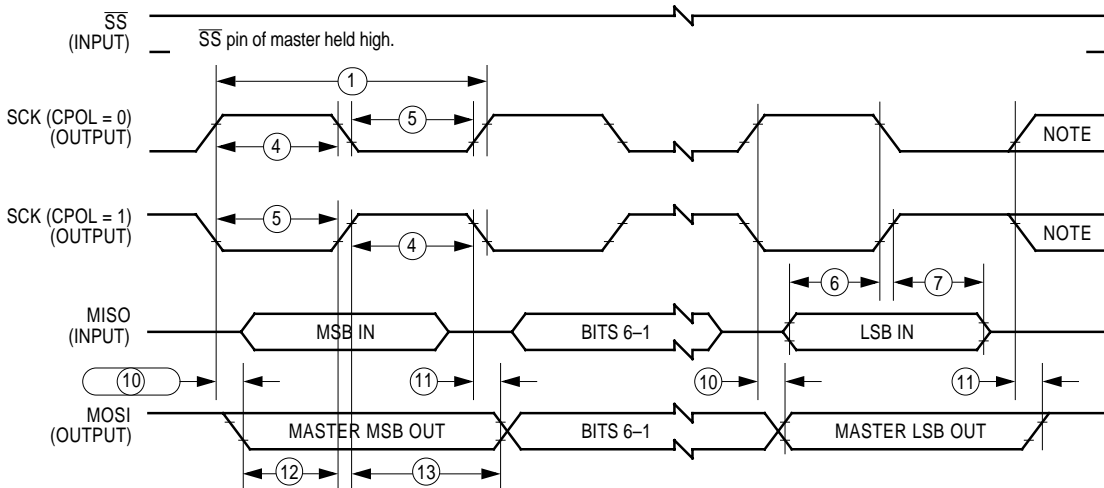 SS
(INPUT)
SS pin of master held high.
1
SCK (CPOL = 0)
(OUTPUT)
5
4
NOTE
SCK (CPOL = 1)
(OUTPUT)
5
4
NOTE
6
7
MISO
(INPUT)
MSB IN
BITS 6–1
LSB IN
10
11
10
11
MOSI
(OUTPUT)
MASTER MSB OUT
BITS 6–1
MASTER LSB OUT
12
13